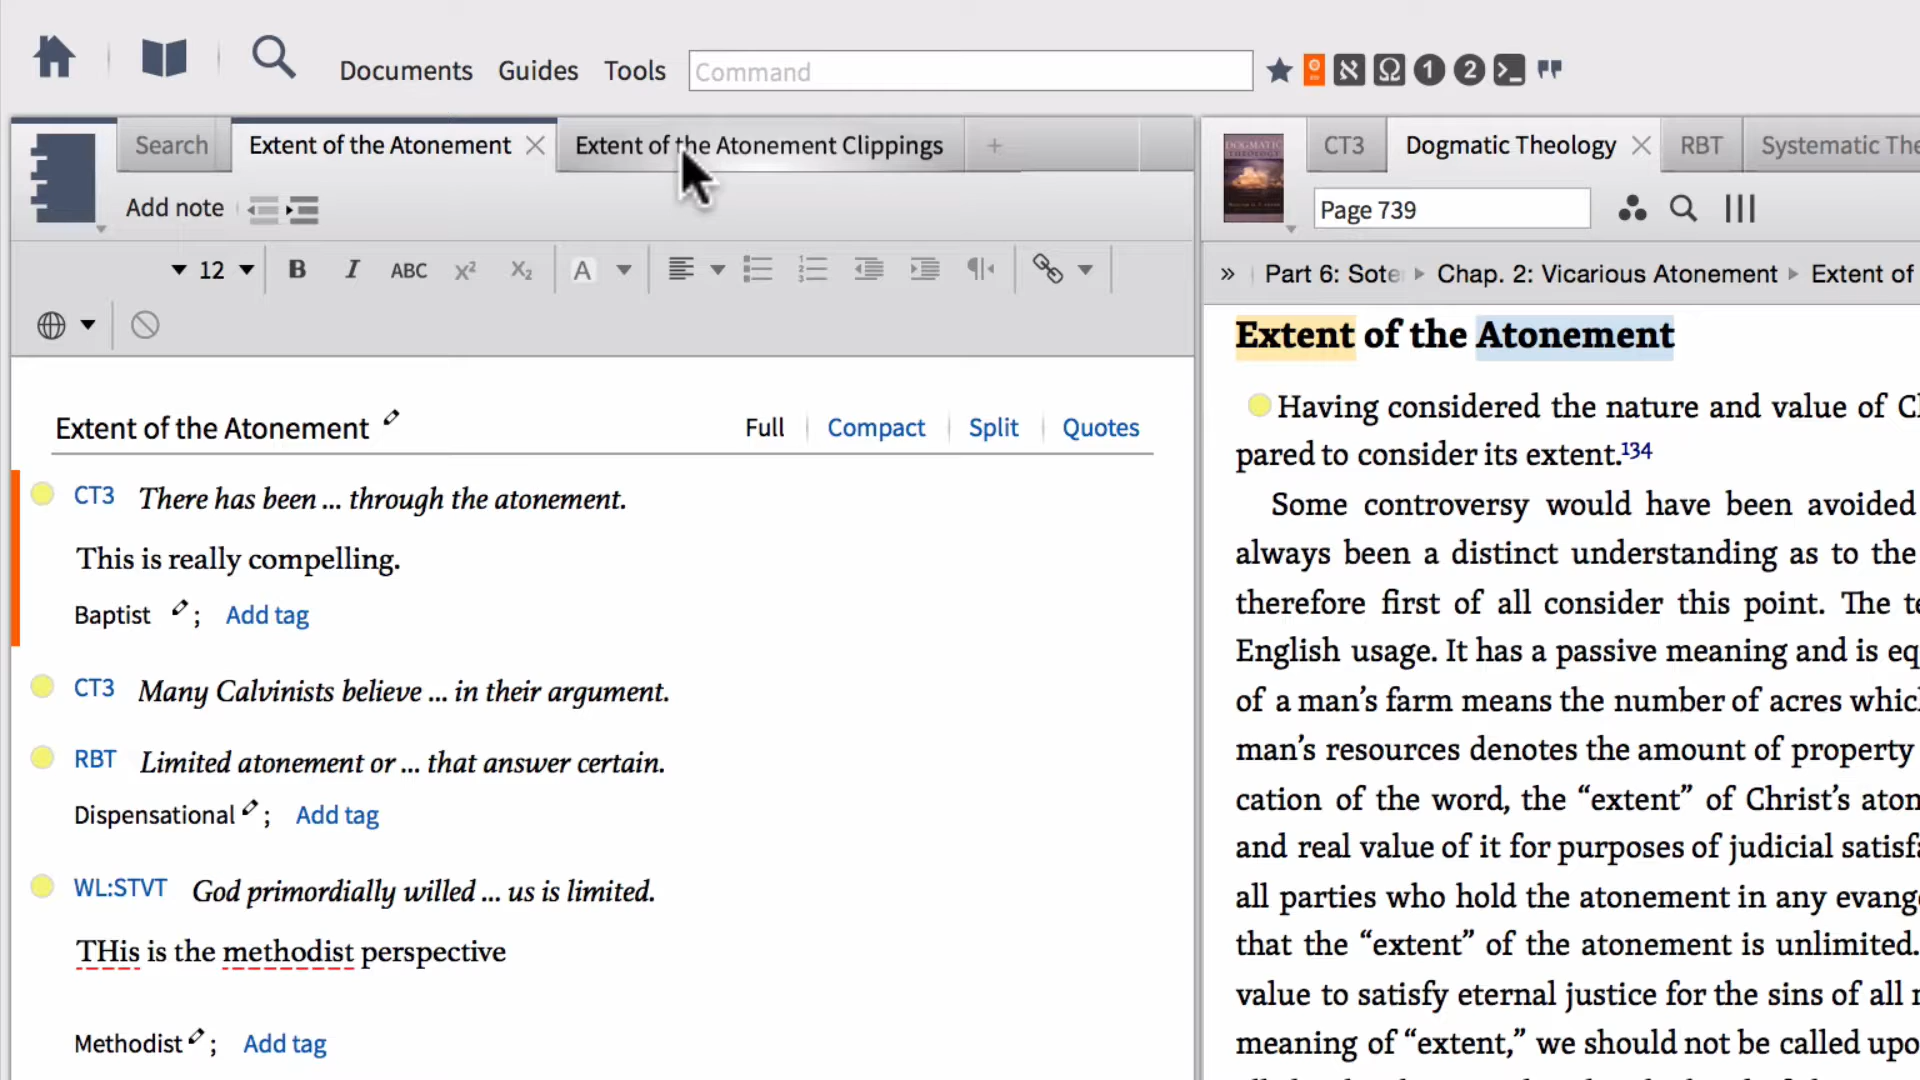 Documents Guides Tools Command
Search Extent of the Atonement Extent of the Atonement Clippings
Add note
12 B I ABC X² X₂ A
Extent of the Atonement Full Compact Split Quotes
CT3 There has been ... through the atonement.
This is really compelling.
Baptist ; Add tag
CT3 Many Calvinists believe ... in their argument.
RBT Limited atonement or ... that answer certain.
Dispensational ; Add tag
WL:STVT God primordially willed ... us is limited.
THis is the methodist perspective
Methodist ; Add tag
CT3 Dogmatic Theology RBT Systematic The
Page 739
» Part 6: Sote Chap. 2: Vicarious Atonement Extent of
Extent of the Atonement
Having considered the nature and value of C
pared to consider its extent.134
Some controversy would have been avoided
always been a distinct understanding as to the
therefore first of all consider this point. The te
English usage. It has a passive meaning and is eq
of a man’s farm means the number of acres whic
man’s resources denotes the amount of property
cation of the word, the “extent” of Christ’s aton
and real value of it for purposes of judicial satisfa
all parties who hold the atonement in any evang
that the “extent” of the atonement is unlimited.
value to satisfy eternal justice for the sins of all
meaning of “extent,” we should not be called upo